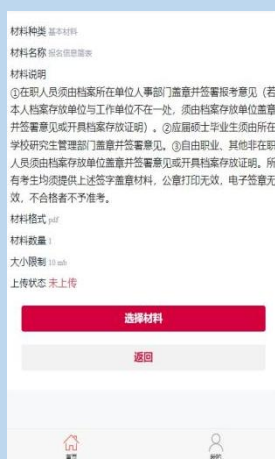 材料种类 基本材料
材料名称 报名信息简表
材料说明
①在职人员须由档案所在单位人事部门盖章并签署报考意见（若
本人档案存放单位与工作单位不在一处，须由档案存放单位盖章
并签署意见或开具档案存放证明）。②应届硕士毕业生须由所在
学校研究生管理部门盖章并签署意见。③自由职业、其他非在职
人员须由档案存放单位盖章并签署意见或开具档案存放证明。所
有考生均须提供上述签字盖章材料，公章打印无效，电子签章无
效，不合格者不予准考。
材料格式 pdf
材料数量 1
大小限制 10 mb
上传状态 未上传
选择材料
返回
首页
我的